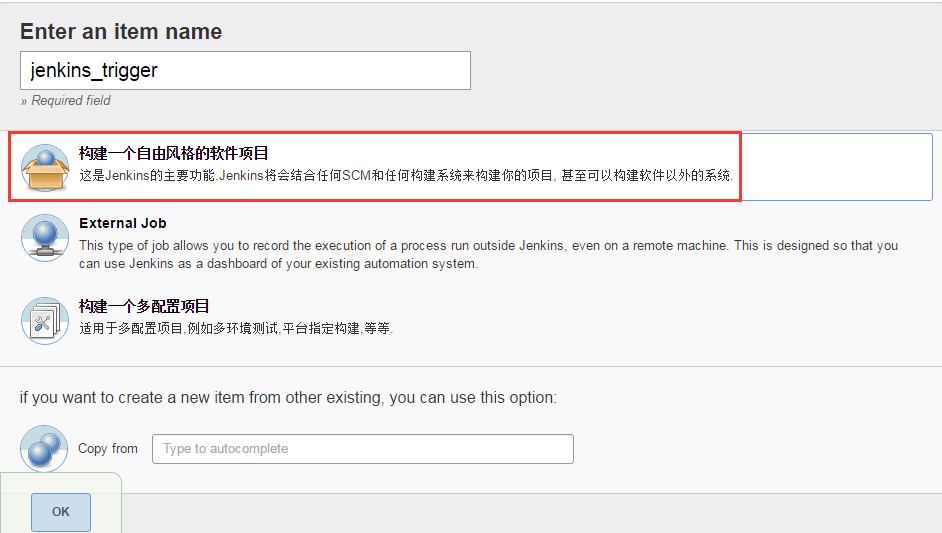 Enter an item name
jenkins_trigger
» Required field
构建一个自由风格的软件项目
这是Jenkins的主要功能.Jenkins将会结合任何SCM和任何构建系统来构建你的项目, 甚至可以构建软件以外的系统.
External Job
This type of job allows you to record the execution of a process run outside Jenkins, even on a remote machine. This is designed so that you
can use Jenkins as a dashboard of your existing automation system.
构建一个多配置项目
适用于多配置项目,例如多环境测试,平台指定构建,等等.
if you want to create a new item from other existing, you can use this option:
Copy from
Type to autocomplete
OK